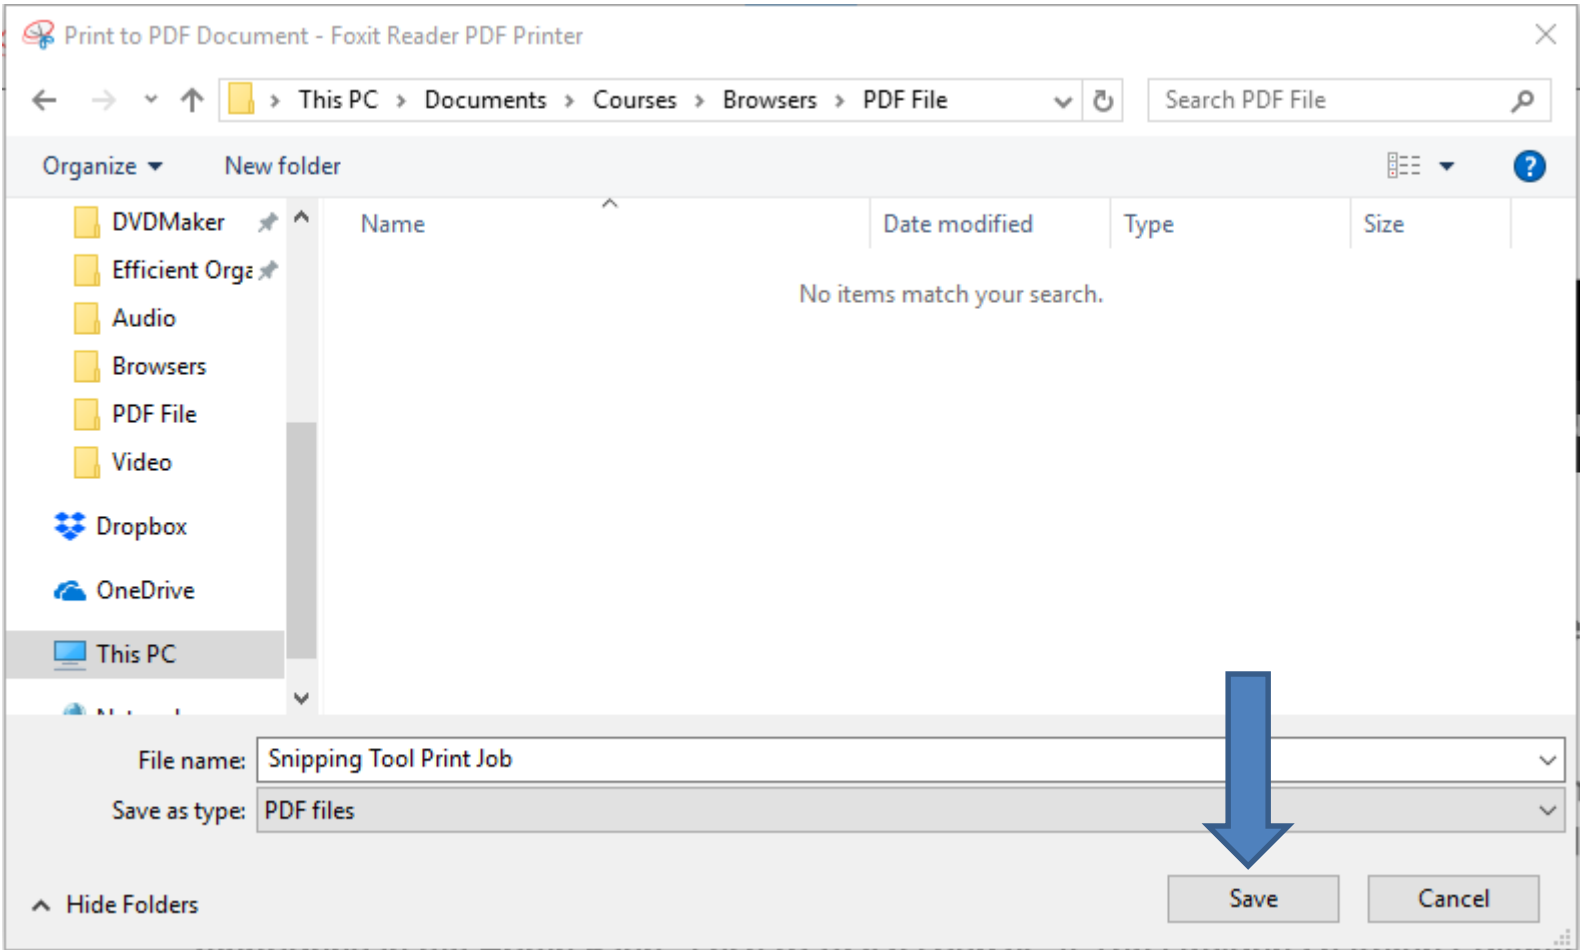 Print to PDF Document - Foxit Reader PDF Printer
This PC > Documents > Courses > Browsers > PDF File
Search PDF File
Organize
New folder
?
DVDMaker
Efficient Orga
Audio
Browsers
PDF File
Video
Dropbox
OneDrive
This PC
Name
Date modified
Type
Size
No items match your search.
File name:
Snipping Tool Print Job
Save as type:
PDF files
Hide Folders
Save
Cancel